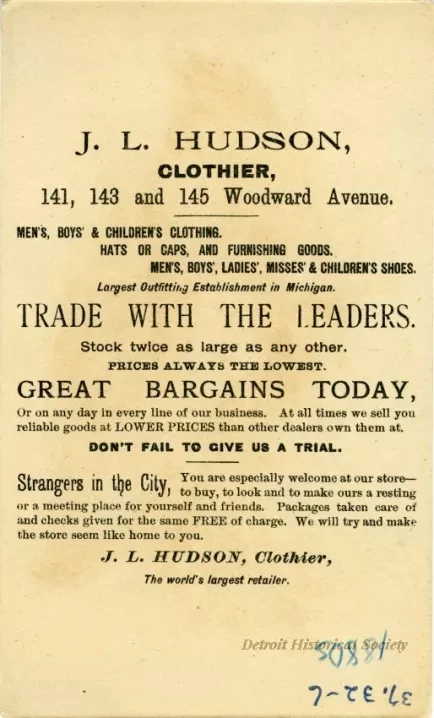 J. L. HUDSON,
CLOTHIER,
141, 143 and 145 Woodward Avenue.
MEN'S, BOYS' & CHILDREN'S CLOTHING.
HATS OR CAPS, AND FURNISHING GOODS.
MEN'S, BOYS', LADIES', MISSES' & CHILDREN'S SHOES.
Largest Outfitting Establishment in Michigan.
TRADE WITH THE LEADERS.
Stock twice as large as any other.
PRICES ALWAYS THE LOWEST.
GREAT BARGAINS TODAY,
Or on any day in every line of our business. At all times we sell you
reliable goods at LOWER PRICES than other dealers own them at.
DON'T FAIL TO GIVE US A TRIAL.
Strangers in the City, You are especially welcome at our store—
to buy, to look and to make ours a resting
or a meeting place for yourself and friends. Packages taken care of
and checks given for the same FREE of charge. We will try and make
the store seem like home to you.
J. L. HUDSON, Clothier,
The world's largest retailer.
Detroit Historical Society
1880s
37.32-6